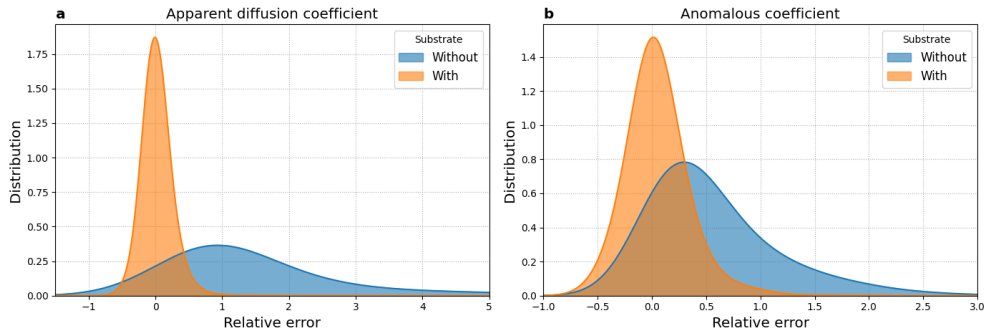 a Apparent diffusion coefficient
Substrate
Without
With
1.75
1.50
1.25
1.00
0.75
0.50
0.25
0.00
Distribution
−1 0 1 2 3 4 5
Relative error
b Anomalous coefficient
Substrate
Without
With
1.4
1.2
1.0
0.8
0.6
0.4
0.2
0.0
Distribution
−1.0 −0.5 0.0 0.5 1.0 1.5 2.0 2.5 3.0
Relative error